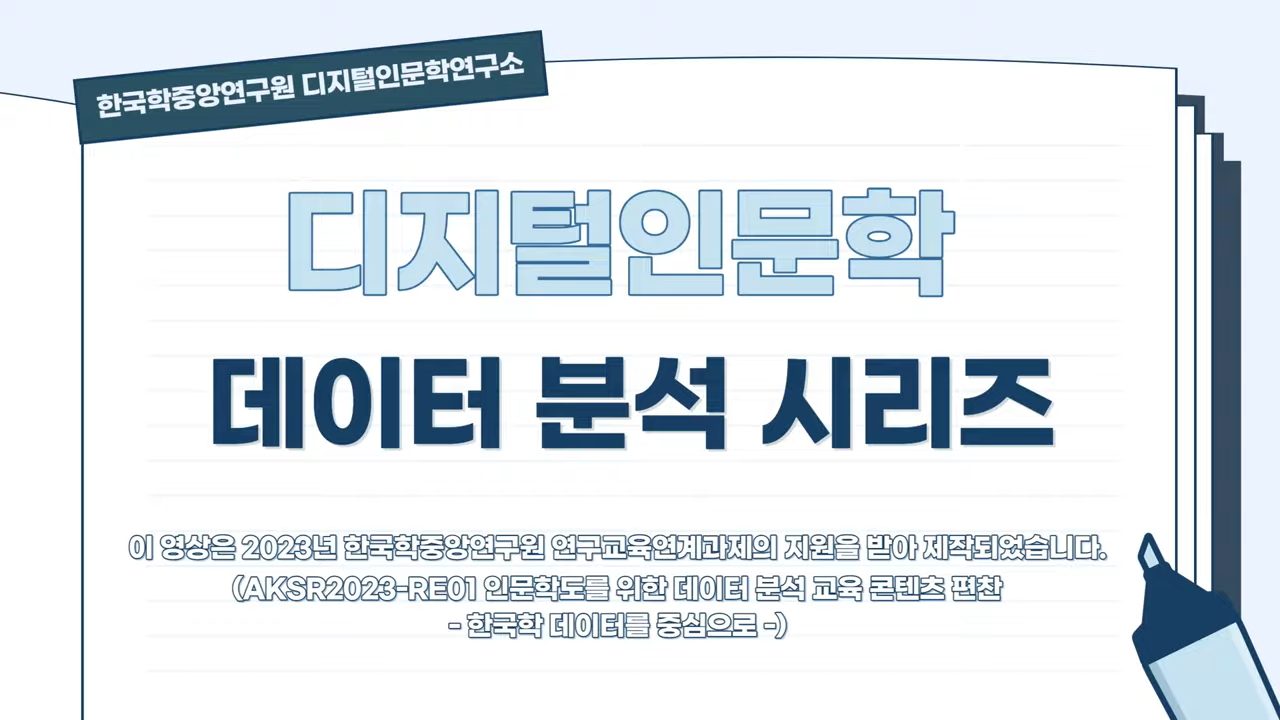 한국학중앙연구원 디지털인문학연구소
디지털인문학
데이터 분석 시리즈
이 영상은 2023년 한국학중앙연구원 연구교육연계과제의 지원을 받아 제작되었습니다.
(AKSR2023-RE01 인문학도를 위한 데이터 분석 교육 콘텐츠 편찬
- 한국학 데이터를 중심으로 -)